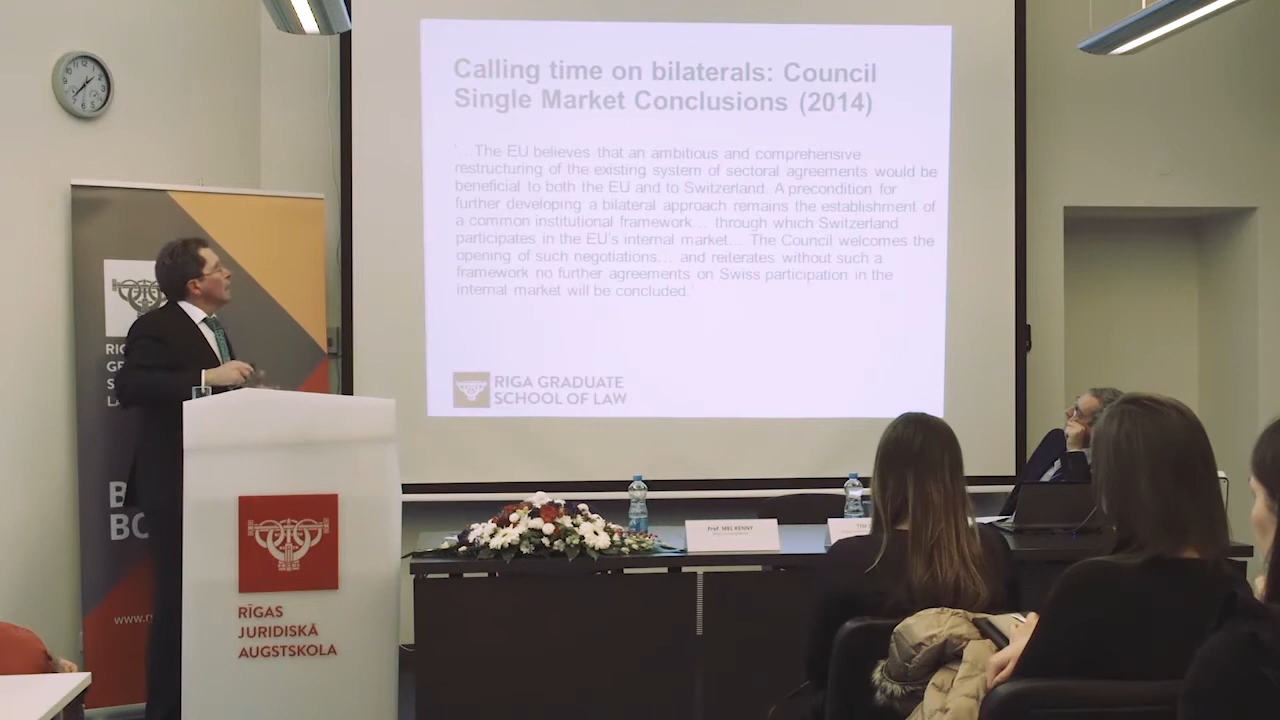 Calling time on bilaterals: Council
Single Market Conclusions (2014)
'…The EU believes that an ambitious and comprehensive
restructuring of the existing system of sectoral agreements would be
beneficial to both the EU and to Switzerland. A precondition for
further developing a bilateral approach remains the establishment of
a common institutional framework… through which Switzerland
participates in the EU's internal market… The Council welcomes the
opening of such negotiations… and reiterates without such a
framework no further agreements on Swiss participation in the
internal market will be concluded.'
RIGA GRADUATE
SCHOOL OF LAW
RĪGAS
JURIDISKĀ
AUGSTSKOLA
Prof. MEL KENNY